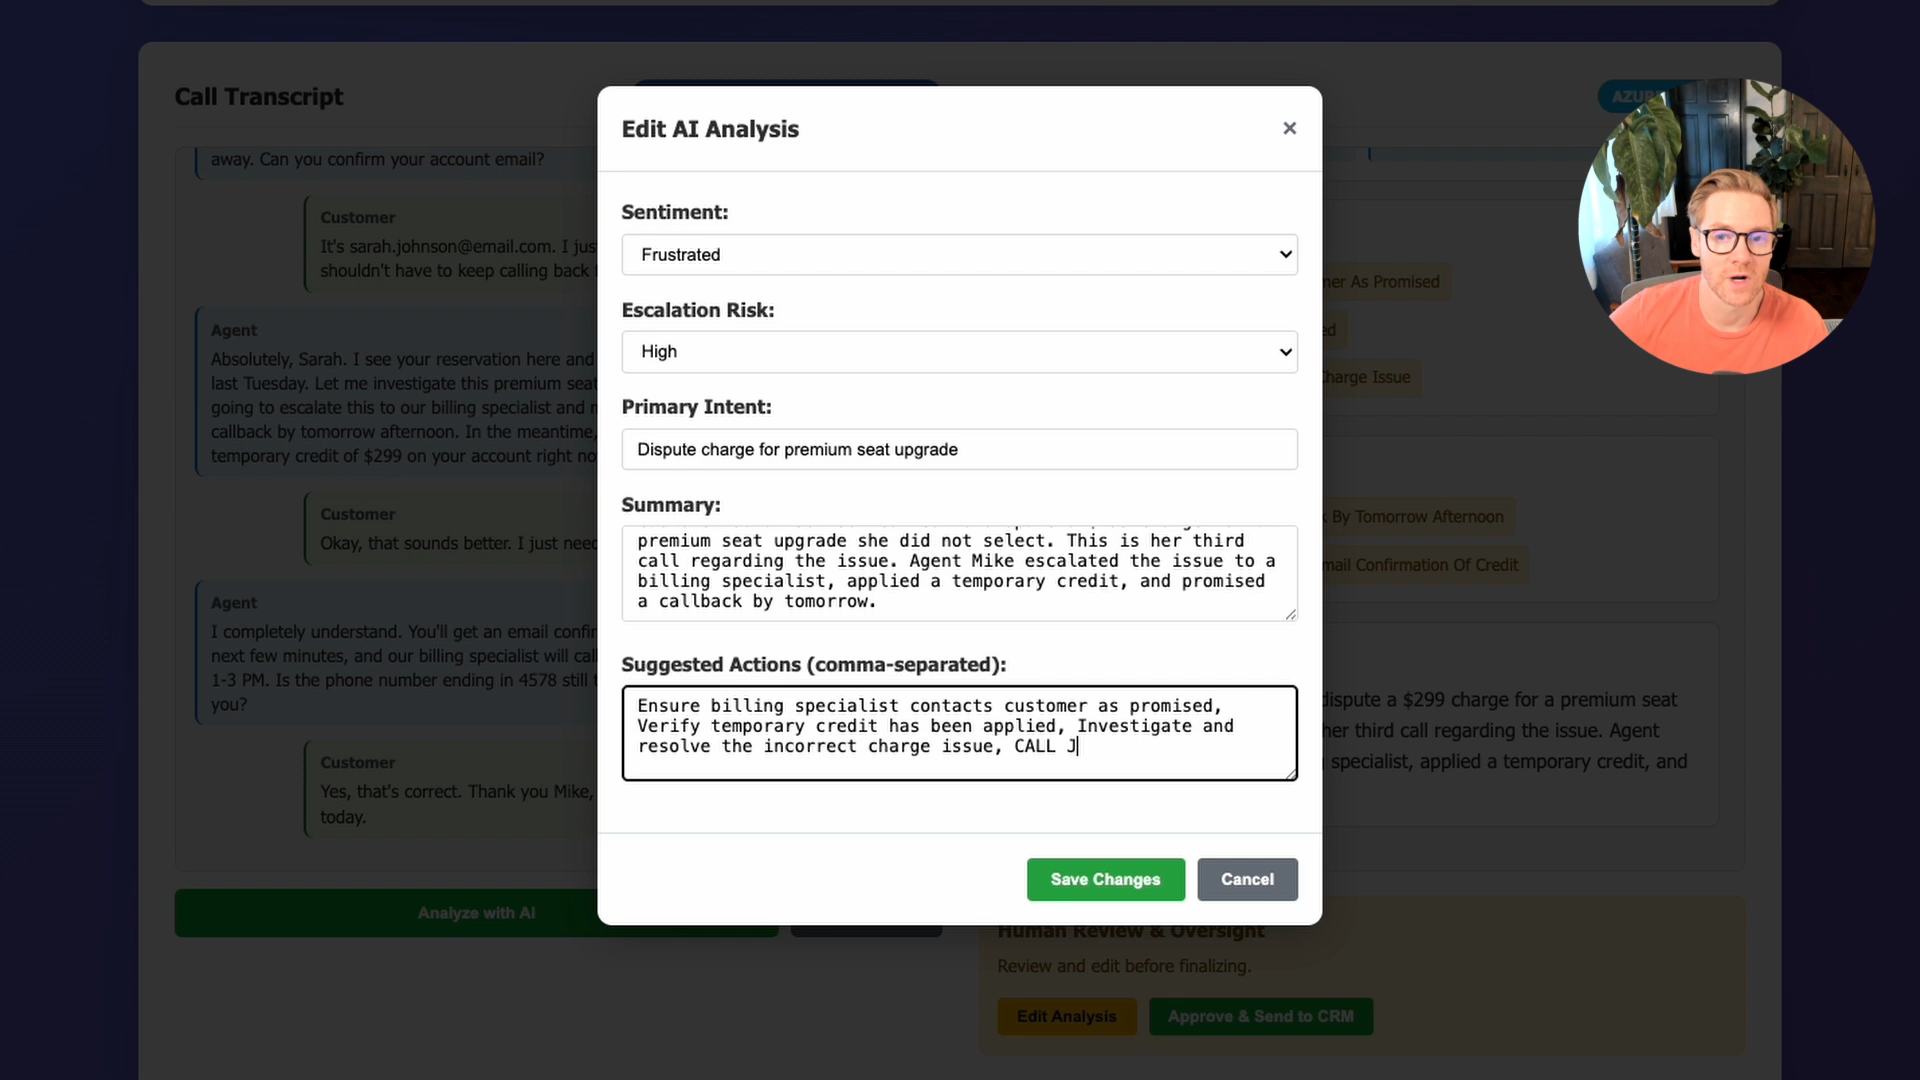 Call Transcript
away. Can you confirm your account email?
Customer
It's sarah.johnson@email.com. I jus
shouldn't have to keep calling back
Agent
Absolutely, Sarah. I see your reservation here and
last Tuesday. Let me investigate this premium seat
going to escalate this to our billing specialist and
callback by tomorrow afternoon. In the meantime,
temporary credit of $299 on your account right no
Customer
Okay, that sounds better. I just need
Agent
I completely understand. You'll get an email confir
next few minutes, and our billing specialist will cal
1-3 PM. Is the phone number ending in 4578 still
you?
Customer
Yes, that's correct. Thank you Mike,
today.
Analyze with AI
Edit AI Analysis
×
Sentiment:
Frustrated
Escalation Risk:
High
Primary Intent:
Dispute charge for premium seat upgrade
Summary:
premium seat upgrade she did not select. This is her third
call regarding the issue. Agent Mike escalated the issue to a
billing specialist, applied a temporary credit, and promised
a callback by tomorrow.
Suggested Actions (comma-separated):
Ensure billing specialist contacts customer as promised,
Verify temporary credit has been applied, Investigate and
resolve the incorrect charge issue, CALL J
Save Changes
Cancel
mer As Promised
ed
Charge Issue
k By Tomorrow Afternoon
mail Confirmation Of Credit
dispute a $299 charge for a premium seat
her third call regarding the issue. Agent
specialist, applied a temporary credit, and
Human Review & Oversight
Review and edit before finalizing.
Edit Analysis
Approve & Send to CRM